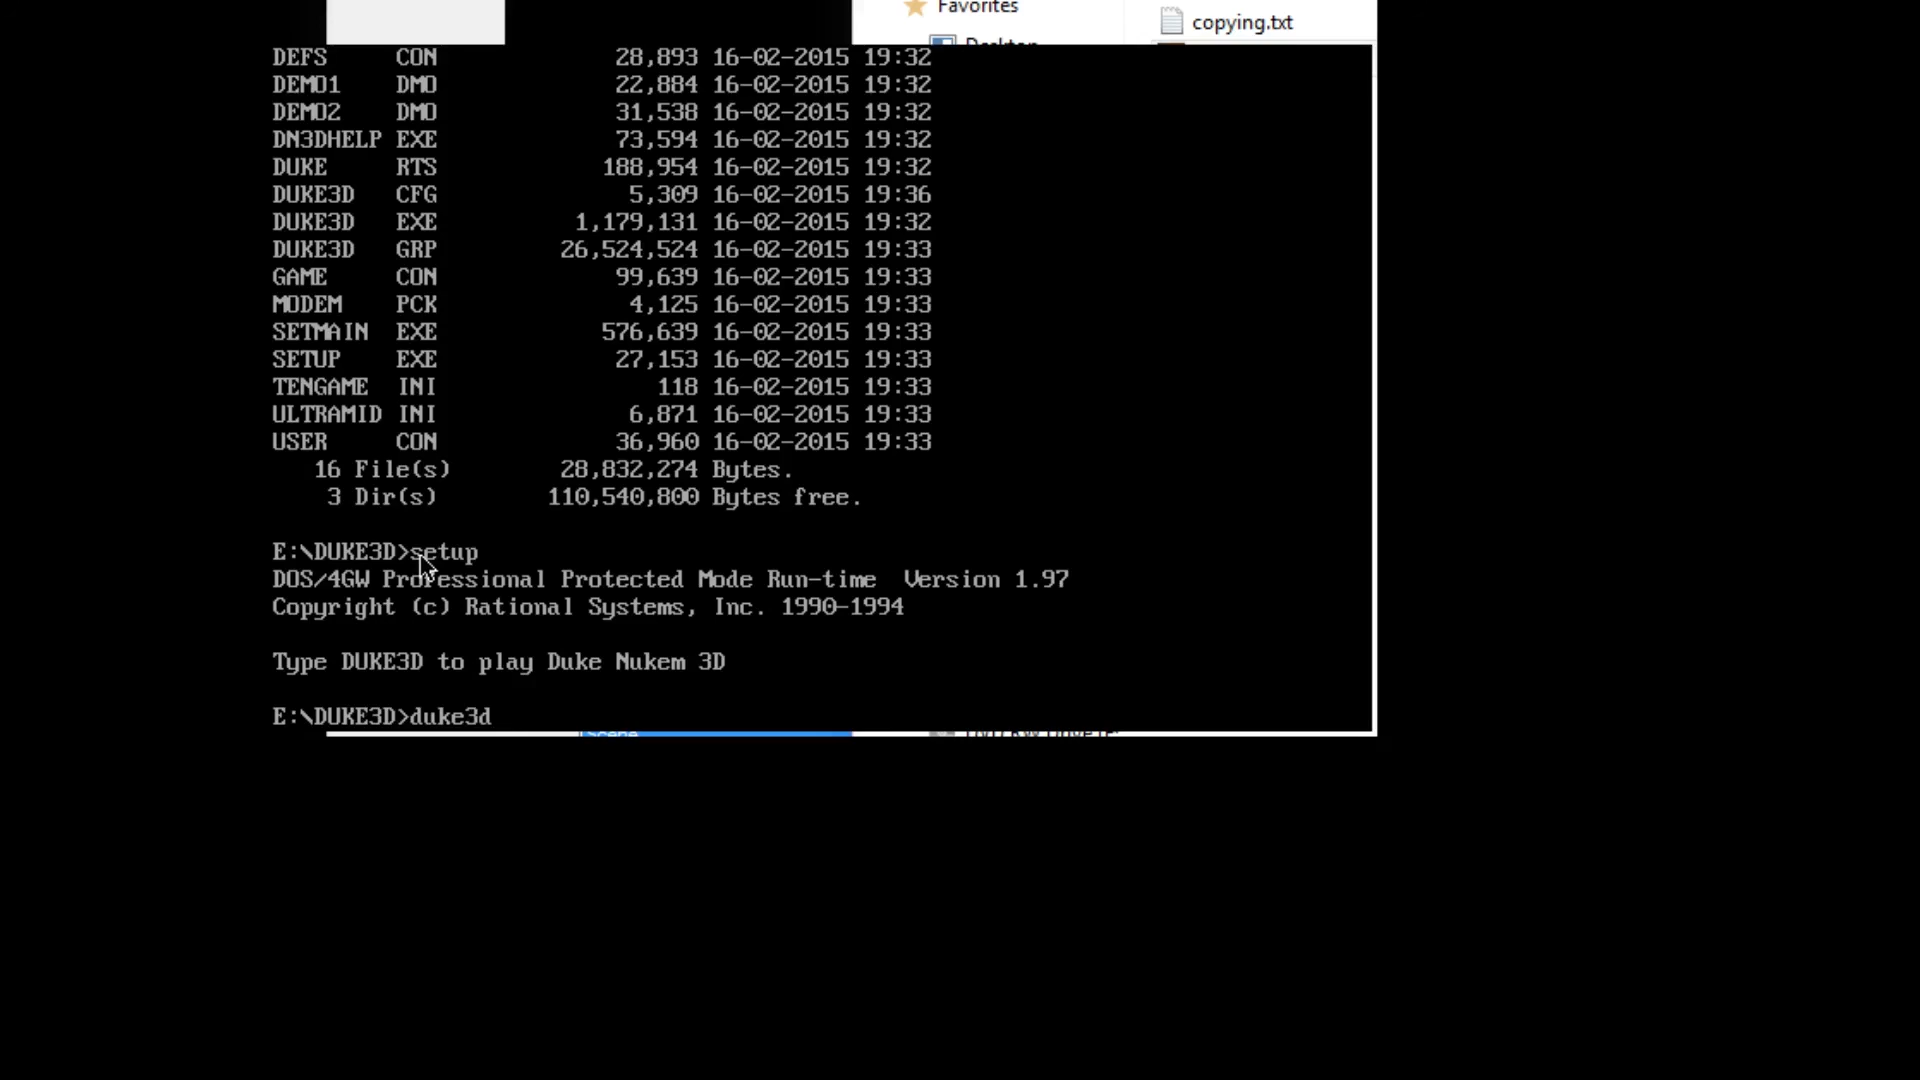 Favorites
copying.txt
Desktop
DEFS     CON             28,893 16-02-2015 19:32
DEMO1    DMO             22,884 16-02-2015 19:32
DEMO2    DMO             31,538 16-02-2015 19:32
DN3DHELP EXE             73,594 16-02-2015 19:32
DUKE     RTS            188,954 16-02-2015 19:32
DUKE3D   CFG              5,309 16-02-2015 19:36
DUKE3D   EXE          1,179,131 16-02-2015 19:32
DUKE3D   GRP         26,524,524 16-02-2015 19:33
GAME     CON             99,639 16-02-2015 19:33
MODEM    PCK              4,125 16-02-2015 19:33
SETMAIN  EXE            576,639 16-02-2015 19:33
SETUP    EXE             27,153 16-02-2015 19:33
TENGAME  INI                118 16-02-2015 19:33
ULTRAMID INI              6,871 16-02-2015 19:33
USER     CON             36,960 16-02-2015 19:33
   16 File(s)        28,832,274 Bytes.
    3 Dir(s)        110,540,800 Bytes free.
E:\DUKE3D>setup
DOS/4GW Professional Protected Mode Run-time  Version 1.97
Copyright (c) Rational Systems, Inc. 1990-1994
Type DUKE3D to play Duke Nukem 3D
E:\DUKE3D>duke3d